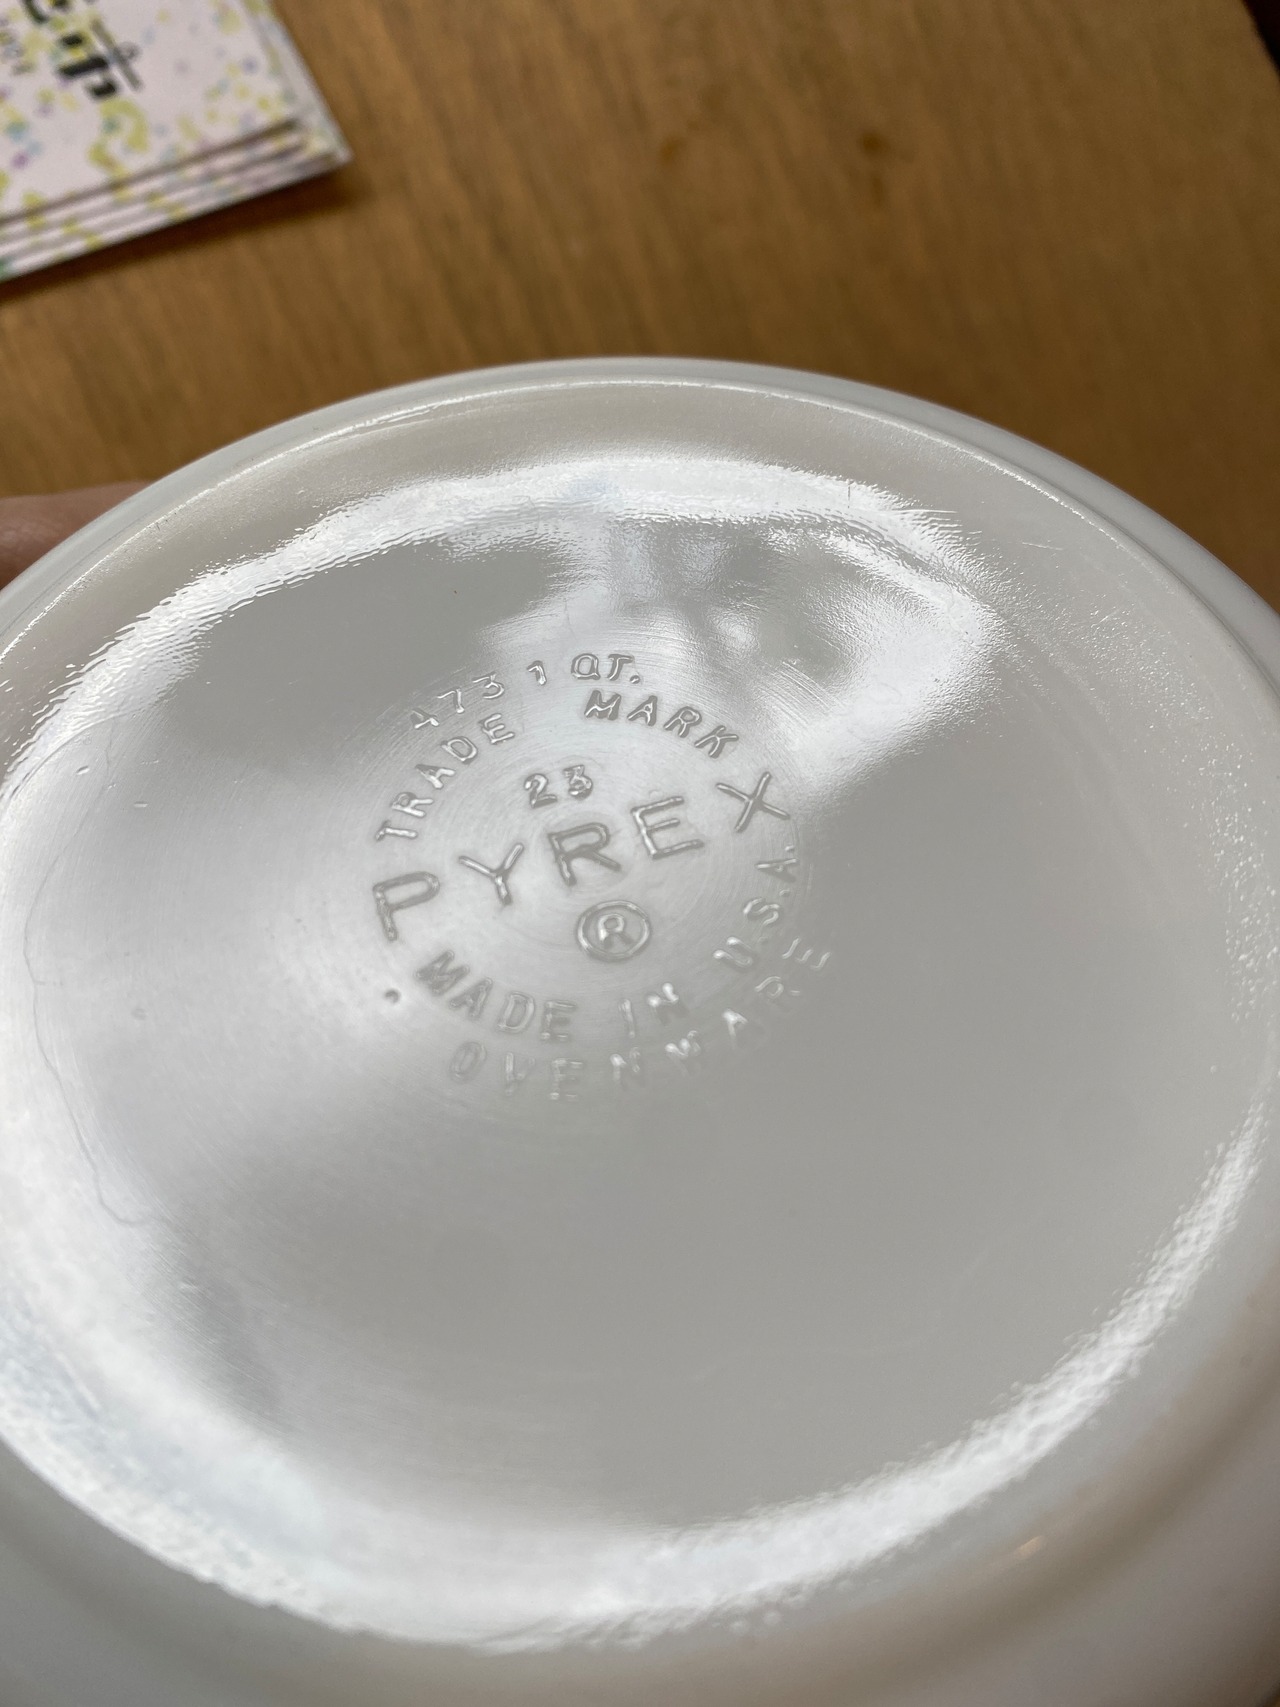 473 1 QT.
TRADE MARK
23
PYREX
®
MADE IN U.S.A.
OVENWARE